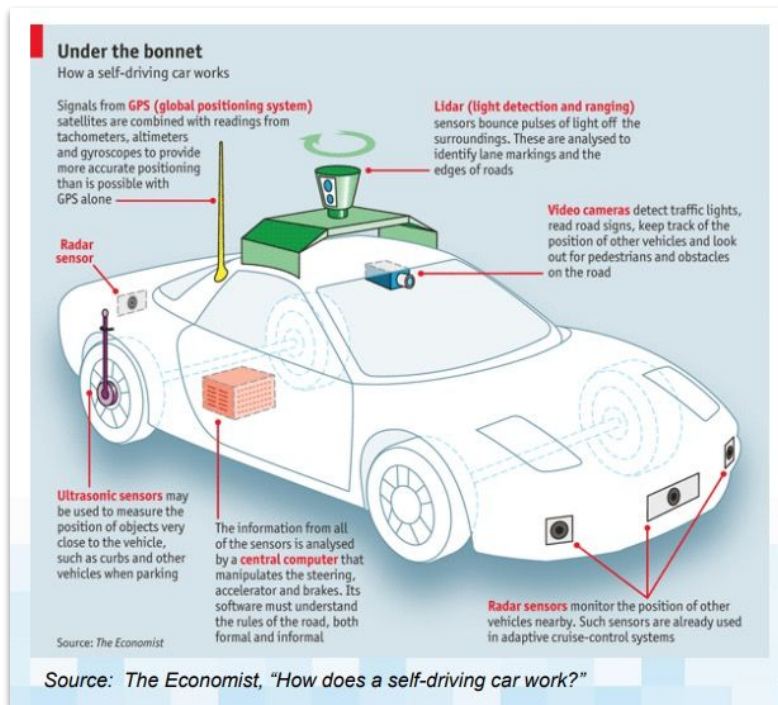 Under the bonnet
How a self-driving car works
Signals from GPS (global positioning system)
satellites are combined with readings from
tachometers, altimeters
and gyroscopes to provide
more accurate positioning
than is possible with
GPS alone
Lidar (light detection and ranging)
sensors bounce pulses of light off the
surroundings. These are analysed to
identify lane markings and the
edges of roads
Video cameras detect traffic lights,
read road signs, keep track of the
position of other vehicles and look
out for pedestrians and obstacles
on the road
Radar
sensor
Ultrasonic sensors may
be used to measure the
position of objects very
close to the vehicle,
such as curbs and other
vehicles when parking
The information from all
of the sensors is analysed
by a central computer that
manipulates the steering,
accelerator and brakes. Its
software must understand
the rules of the road, both
formal and informal
Radar sensors monitor the position of other
vehicles nearby. Such sensors are already used
in adaptive cruise-control systems
Source: The Economist
Source: The Economist, “How does a self-driving car work?”